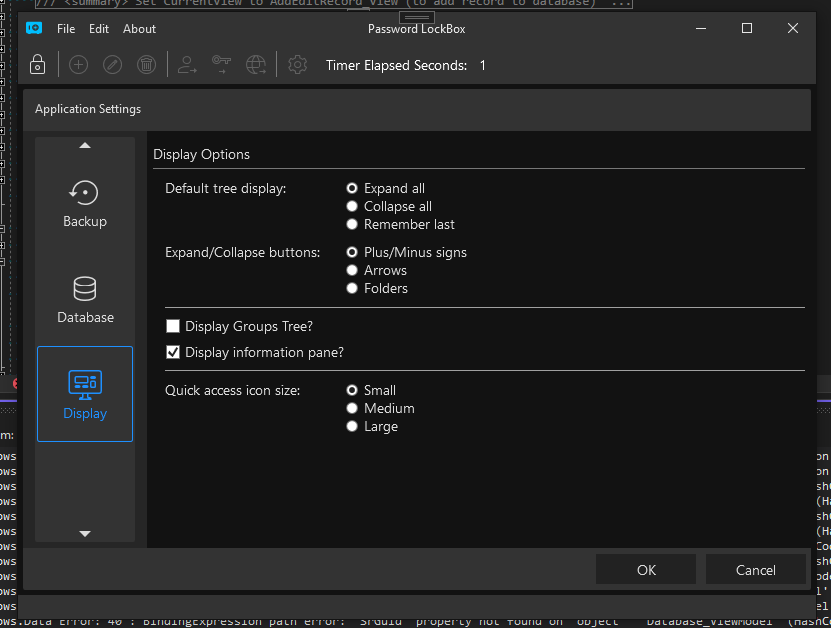 /// <summary> Set CurrentView to AddEditRecord_View (to add record to database) ...
File Edit About
Password LockBox
Timer Elapsed Seconds: 1
Application Settings
Backup
Database
Display
Display Options
Default tree display:
Expand all
Collapse all
Remember last
Expand/Collapse buttons:
Plus/Minus signs
Arrows
Folders
Display Groups Tree?
Display information pane?
Quick access icon size:
Small
Medium
Large
OK
Cancel
ows.Data Error: 40 : BindingExpression path error: 'SrGuid' property not found on 'object' ''Database_ViewModel' (HashCo